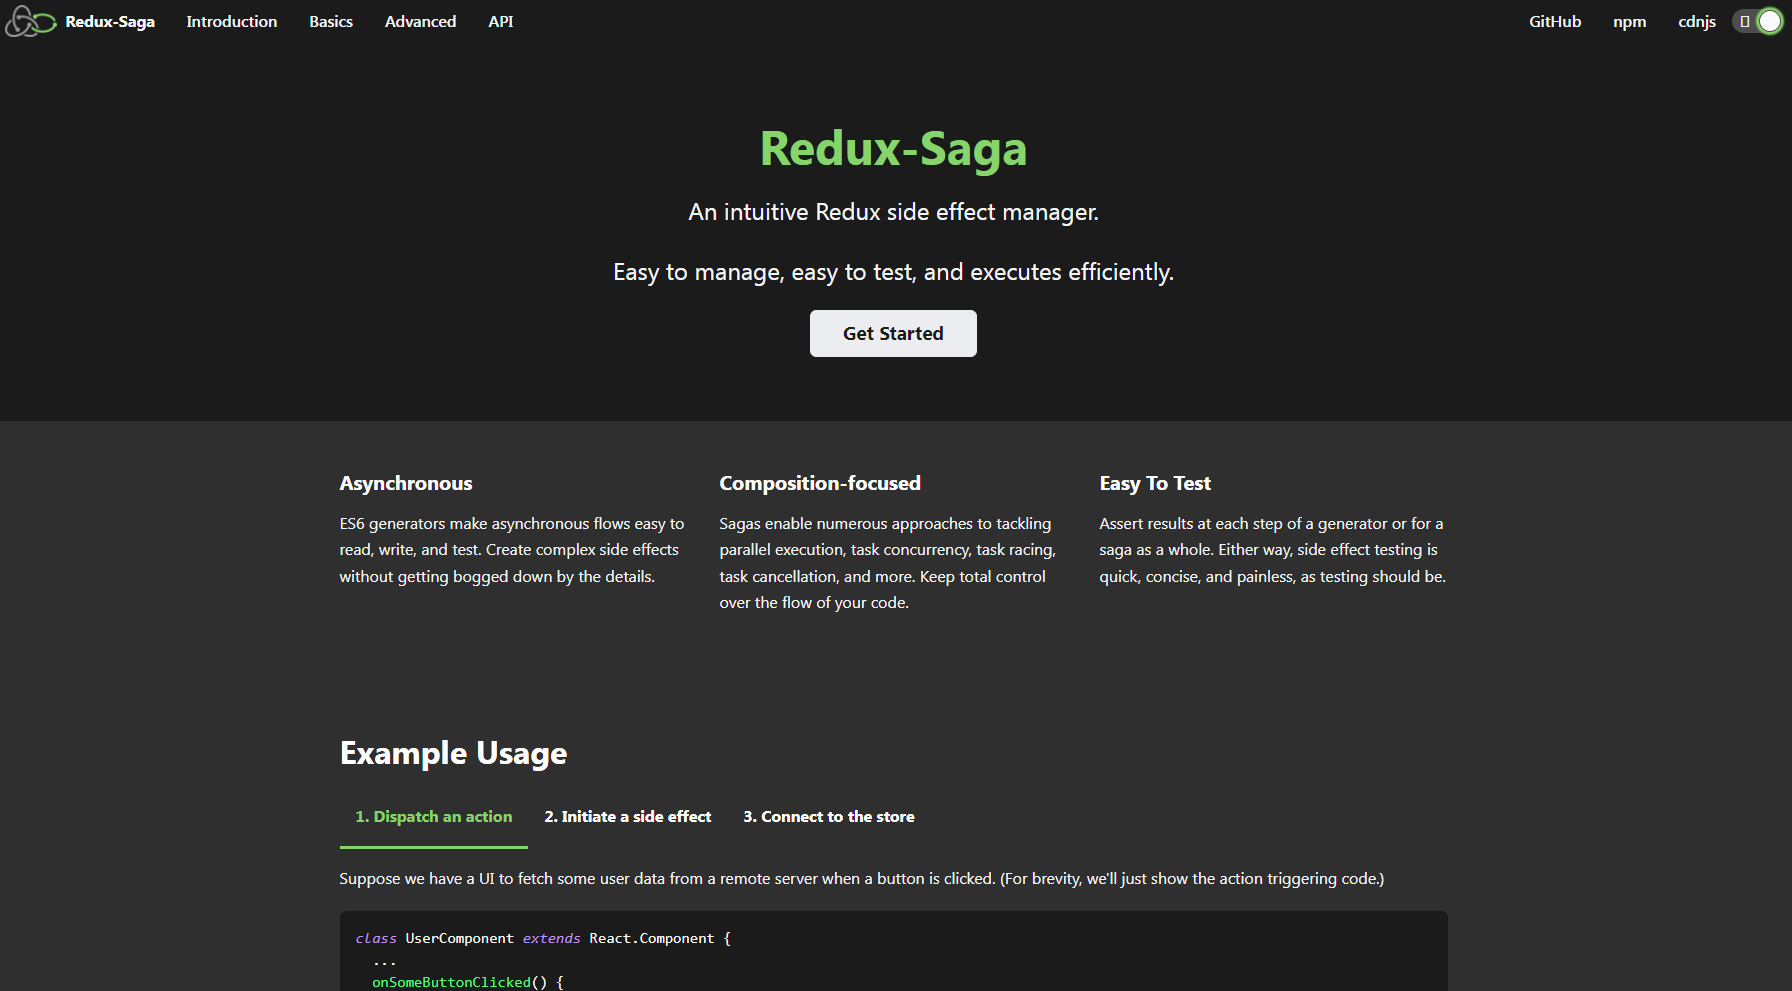 Redux-Saga Introduction Basics Advanced API GitHub npm cdnjs
Redux-Saga
An intuitive Redux side effect manager.
Easy to manage, easy to test, and executes efficiently.
Get Started
Asynchronous
ES6 generators make asynchronous flows easy to
read, write, and test. Create complex side effects
without getting bogged down by the details.
Composition-focused
Sagas enable numerous approaches to tackling
parallel execution, task concurrency, task racing,
task cancellation, and more. Keep total control
over the flow of your code.
Easy To Test
Assert results at each step of a generator or for a
saga as a whole. Either way, side effect testing is
quick, concise, and painless, as testing should be.
Example Usage
1. Dispatch an action 2. Initiate a side effect 3. Connect to the store
Suppose we have a UI to fetch some user data from a remote server when a button is clicked. (For brevity, we'll just show the action triggering code.)
class UserComponent extends React.Component {
...
onSomeButtonClicked() {